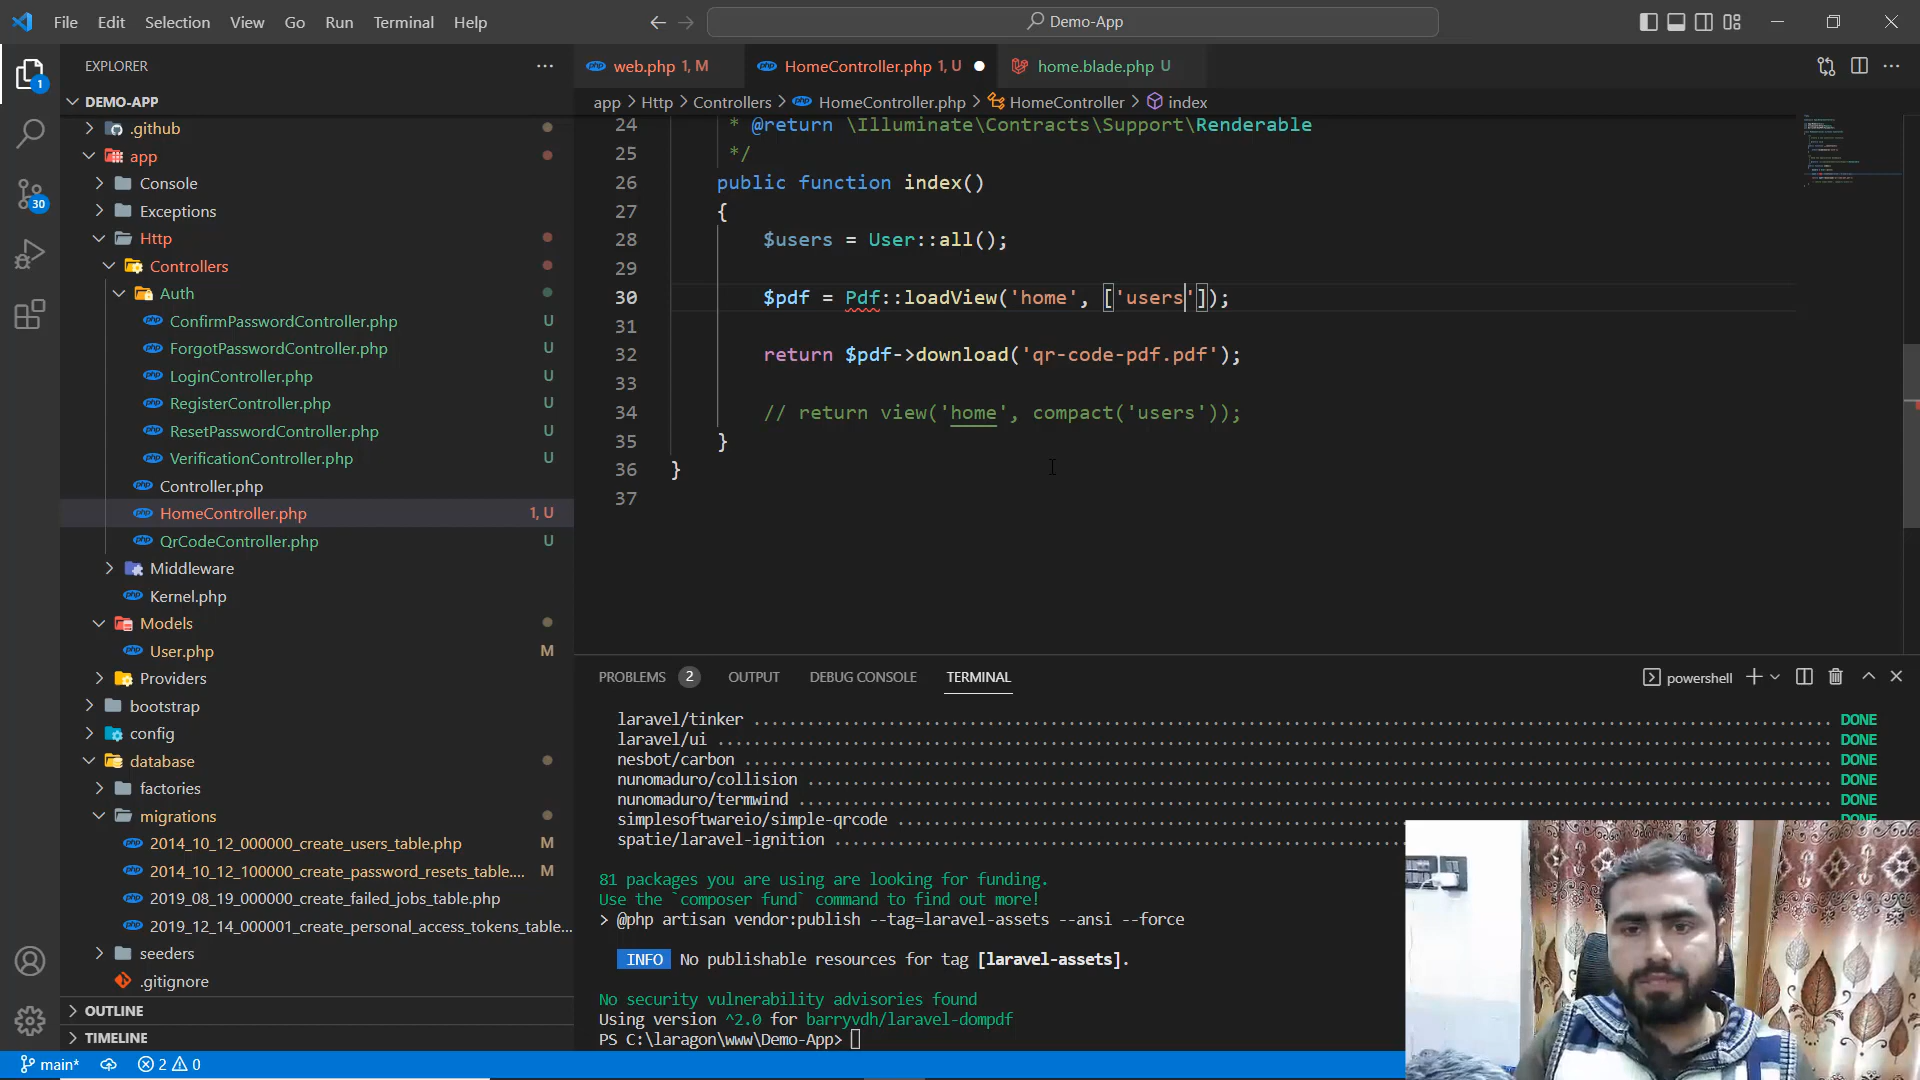 File Edit Selection View Go Run Terminal Help
Demo-App
EXPLORER
web.php 1, M
HomeController.php 1, U
home.blade.php U
DEMO-APP
app > Http > Controllers > HomeController.php > HomeController > index
.github
app
Console
Exceptions
Http
Controllers
Auth
ConfirmPasswordController.php U
ForgotPasswordController.php U
LoginController.php U
RegisterController.php U
ResetPasswordController.php U
VerificationController.php U
Controller.php
HomeController.php 1, U
QrCodeController.php U
Middleware
Kernel.php
Models
User.php M
Providers
bootstrap
config
database
factories
migrations
2014_10_12_000000_create_users_table.php M
2014_10_12_100000_create_password_resets_table.... M
2019_08_19_000000_create_failed_jobs_table.php
2019_12_14_000001_create_personal_access_tokens_table...
seeders
.gitignore
OUTLINE
TIMELINE
1
30
24 * @return \Illuminate\Contracts\Support\Renderable
25 */
26 public function index()
27 {
28 $users = User::all();
29
30 $pdf = Pdf::loadView('home', ['users']);
31
32 return $pdf->download('qr-code-pdf.pdf');
33
34 // return view('home', compact('users'));
35 }
36 }
37
PROBLEMS 2 OUTPUT DEBUG CONSOLE TERMINAL
powershell
laravel/tinker ........ DONE
laravel/ui ........ DONE
nesbot/carbon ........ DONE
nunomaduro/collision ........ DONE
nunomaduro/termwind ........ DONE
simplesoftwareio/simple-qrcode ........ DONE
spatie/laravel-ignition ........
81 packages you are using are looking for funding.
Use the `composer fund` command to find out more!
> @php artisan vendor:publish --tag=laravel-assets --ansi --force
INFO No publishable resources for tag [laravel-assets].
No security vulnerability advisories found
Using version ^2.0 for barryvdh/laravel-dompdf
PS C:\laragon\www\Demo-App>
main* 2 0